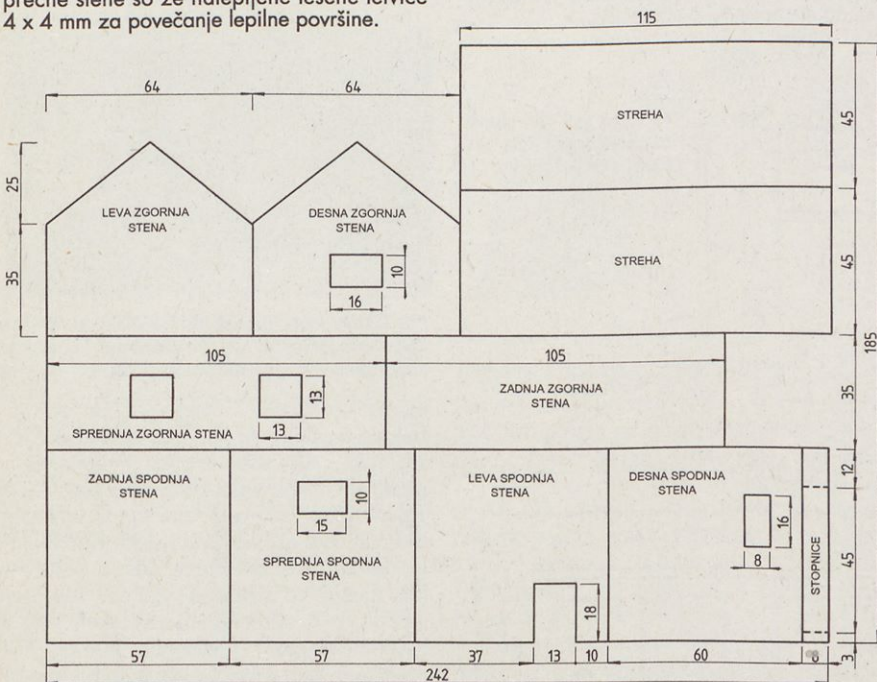 4 x 4 mm za povečanje lepilne površine.
115
64
64
STREHA
45
25
LEVA ZGORNJA
STENA
DESNA ZGORNJA
STENA
10
16
35
STREHA
45
185
105
105
13
13
SPREDNJA ZGORNJA STENA
ZADNJA ZGORNJA
STENA
35
ZADNJA SPODNJA
STENA
10
15
SPREDNJA SPODNJA
STENA
LEVA SPODNJA
STENA
18
DESNA SPODNJA
STENA
16
8
STOPNICE
12
45
3
57
57
37
13
10
60
242